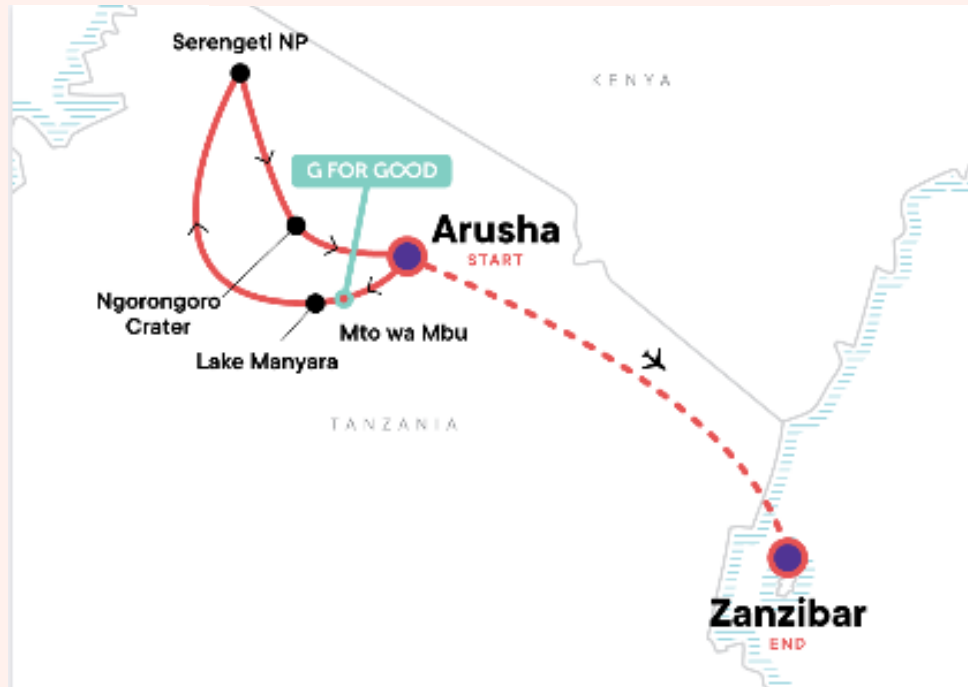 Serengeti NP
KENYA
G FOR GOOD
Arusha
START
Ngorongoro
Crater
Mto wa Mbu
Lake Manyara
TANZANIA
Zanzibar
END